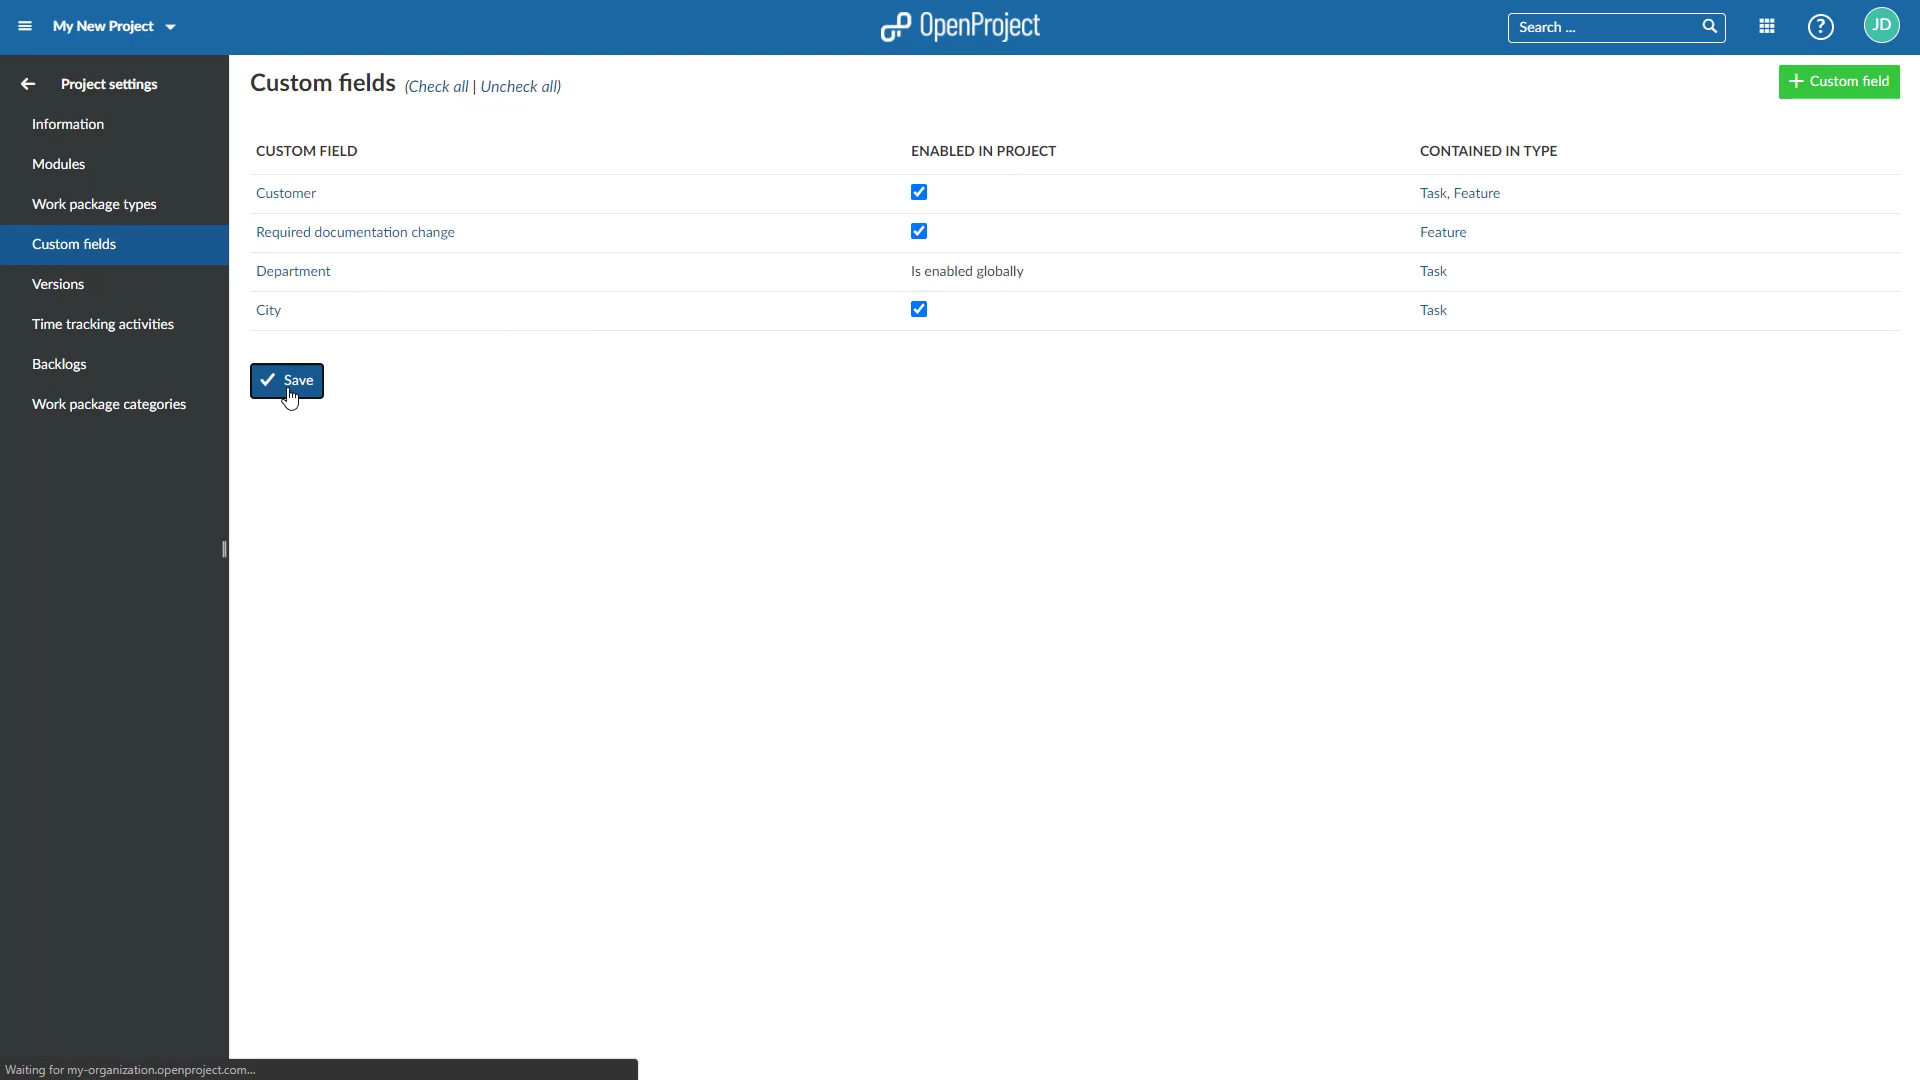 My New Project
OpenProject
Search ...
JD
Project settings
Information
Modules
Work package types
Custom fields
Versions
Time tracking activities
Backlogs
Work package categories
Custom fields (Check all | Uncheck all)
+ Custom field
CUSTOM FIELD ENABLED IN PROJECT CONTAINED IN TYPE
Customer Task, Feature
Required documentation change Feature
Department Is enabled globally Task
City Task
Save
Waiting for my-organization.openproject.com...